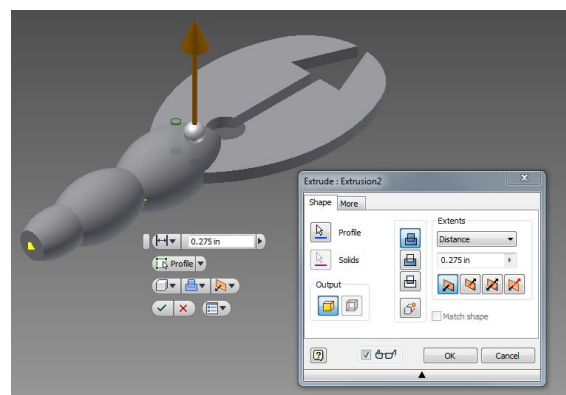 0.275 in
Profile
Extrude : Extrusion2
X
Shape More
Profile
Solids
Output
Extents
Distance
0.275 in
Match shape
OK Cancel